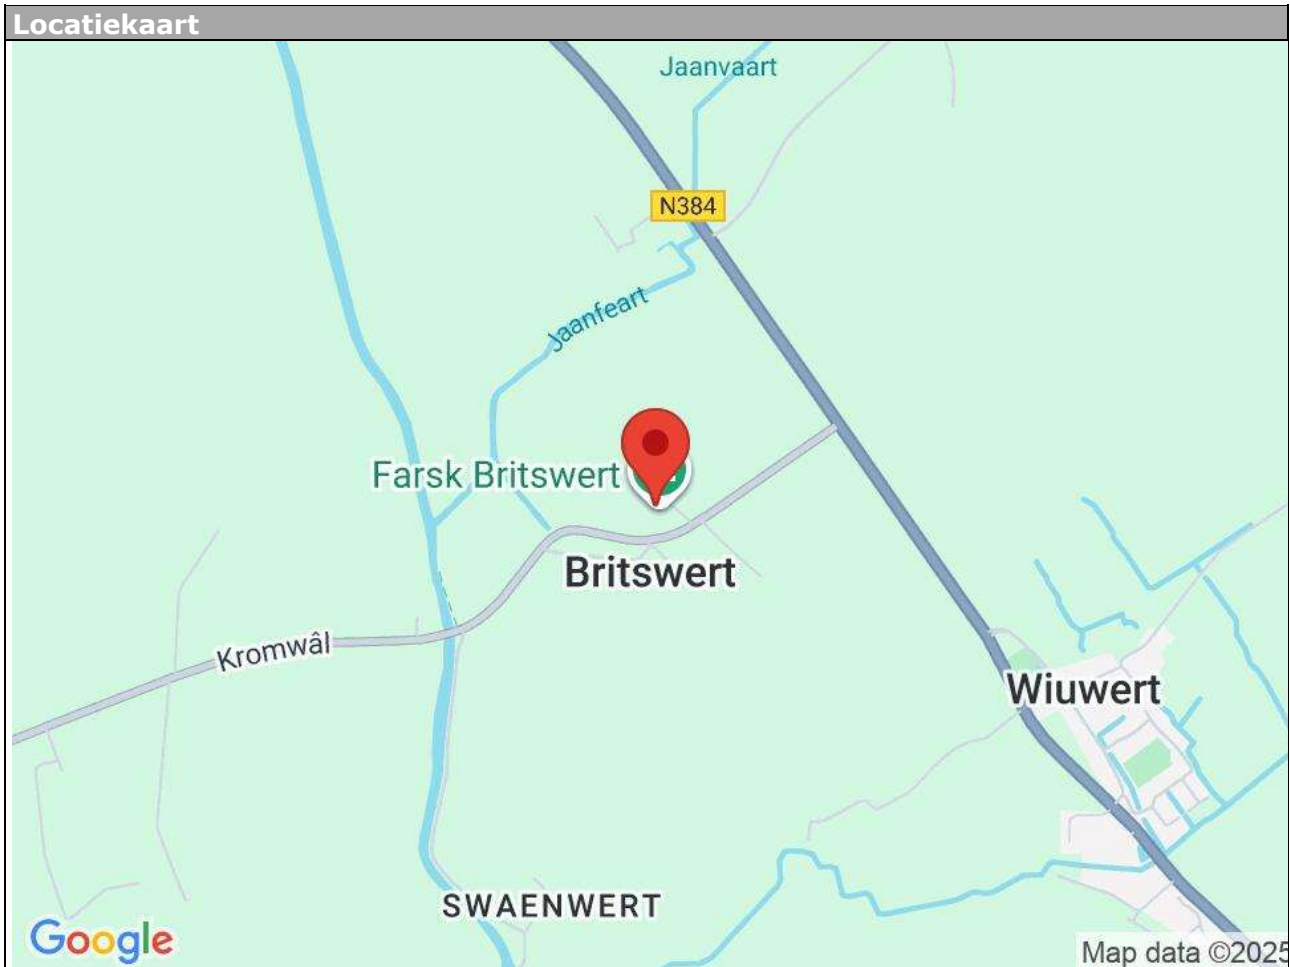 Locatiekaart
Jaanvaart
N384
Jaanfeart
Farsk Britswert
Britswert
Kromwâl
Wiuwert
SWAENWERT
Google
Map data ©2025